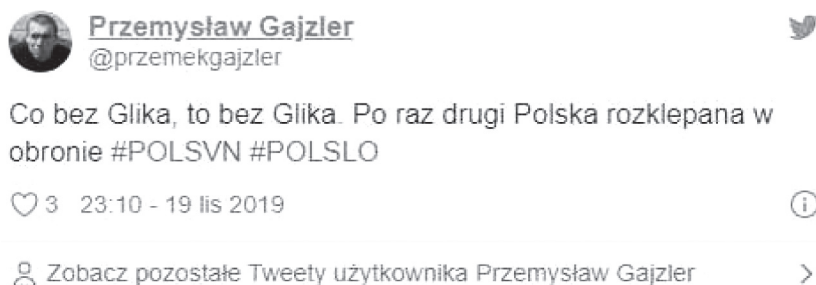 Przemysław Gajzler
@przemekgajzler
Co bez Glika, to bez Glika. Po raz drugi Polska rozklepana w
obronie #POLSVN #POLSLO
3 23:10 - 19 lis 2019
Zobacz pozostałe Tweety użytkownika Przemysław Gajzler